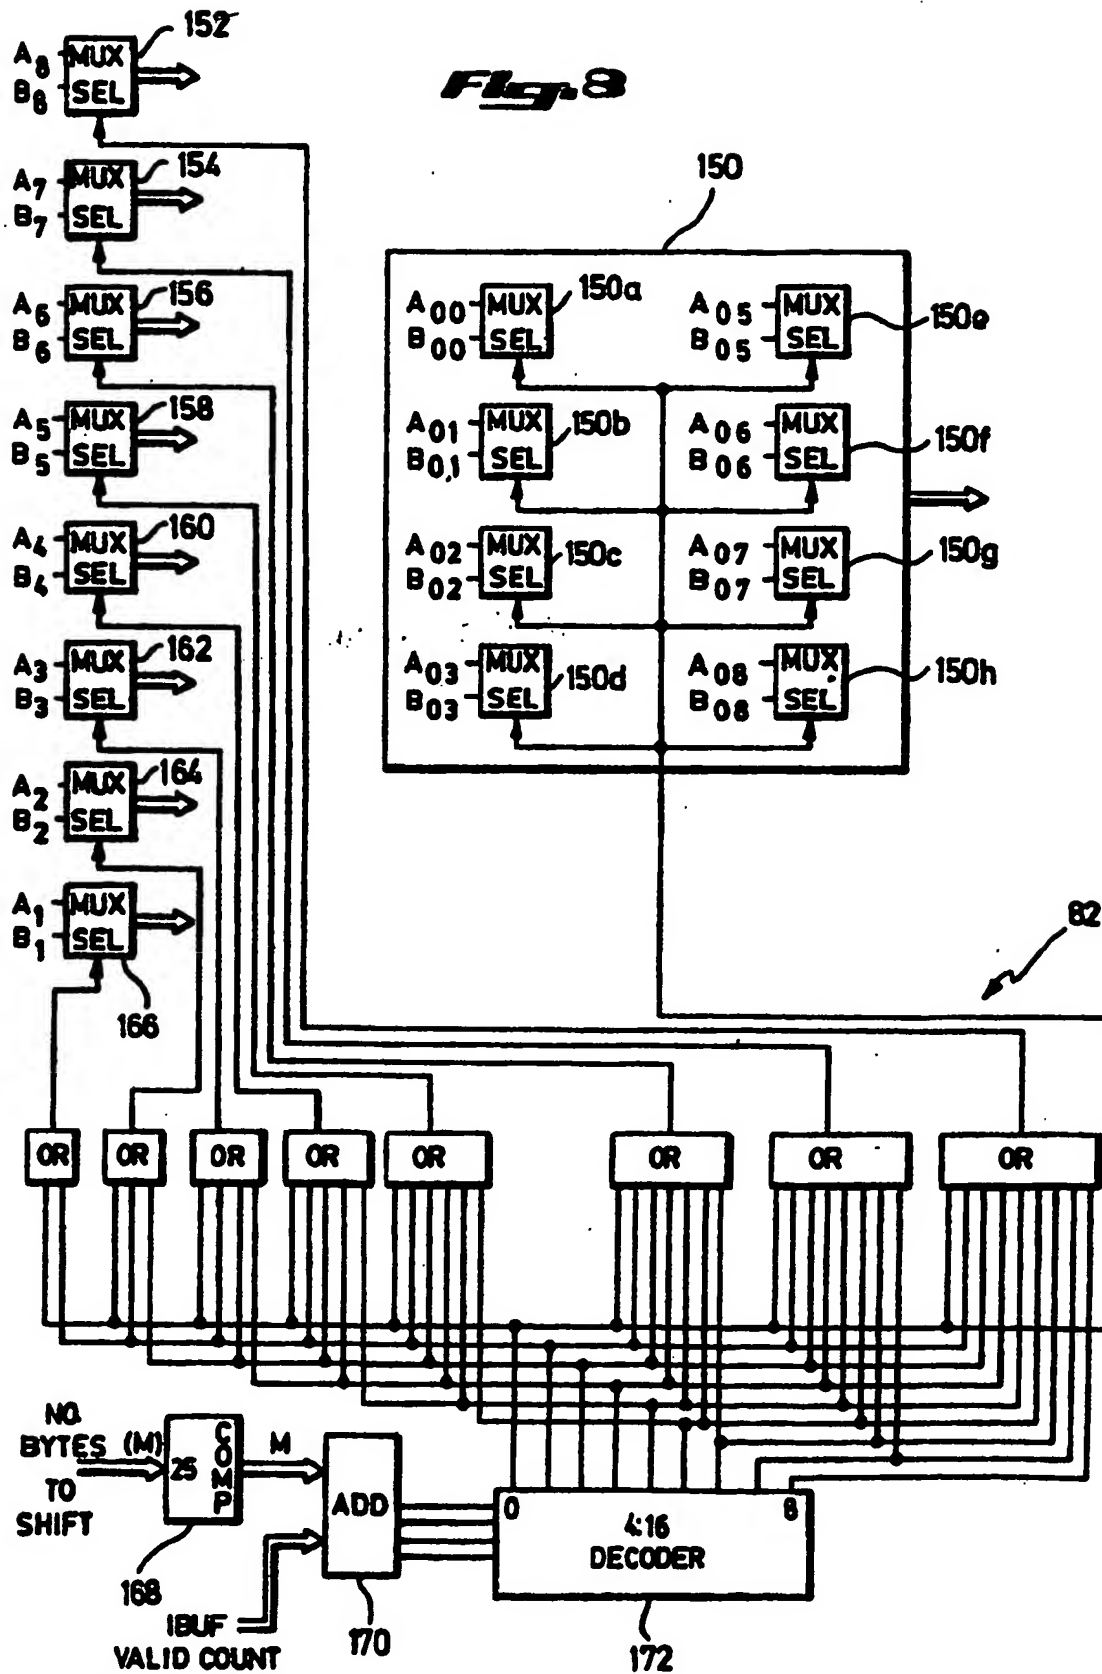 Fig. 8
A8 MUX 152
B8 SEL
A7 MUX 154
B7 SEL
A6 MUX 156
B6 SEL
A5 MUX 158
B5 SEL
A4 MUX 160
B4 SEL
A3 MUX 162
B3 SEL
A2 MUX 164
B2 SEL
A1 MUX
B1 SEL
166
150
A00 MUX 150a
B00 SEL
A05 MUX 150e
B05 SEL
A01 MUX 150b
B0,1 SEL
A06 MUX 150f
B06 SEL
A02 MUX 150c
B02 SEL
A07 MUX 150g
B07 SEL
A03 MUX 150d
B03 SEL
A08 MUX 150h
B08 SEL
82
OR OR OR OR OR OR OR OR
NO.
BYTES (M)
TO
SHIFT
2S COMP
168
M
ADD
170
IBUF
VALID COUNT
0 8
4:16
DECODER
172